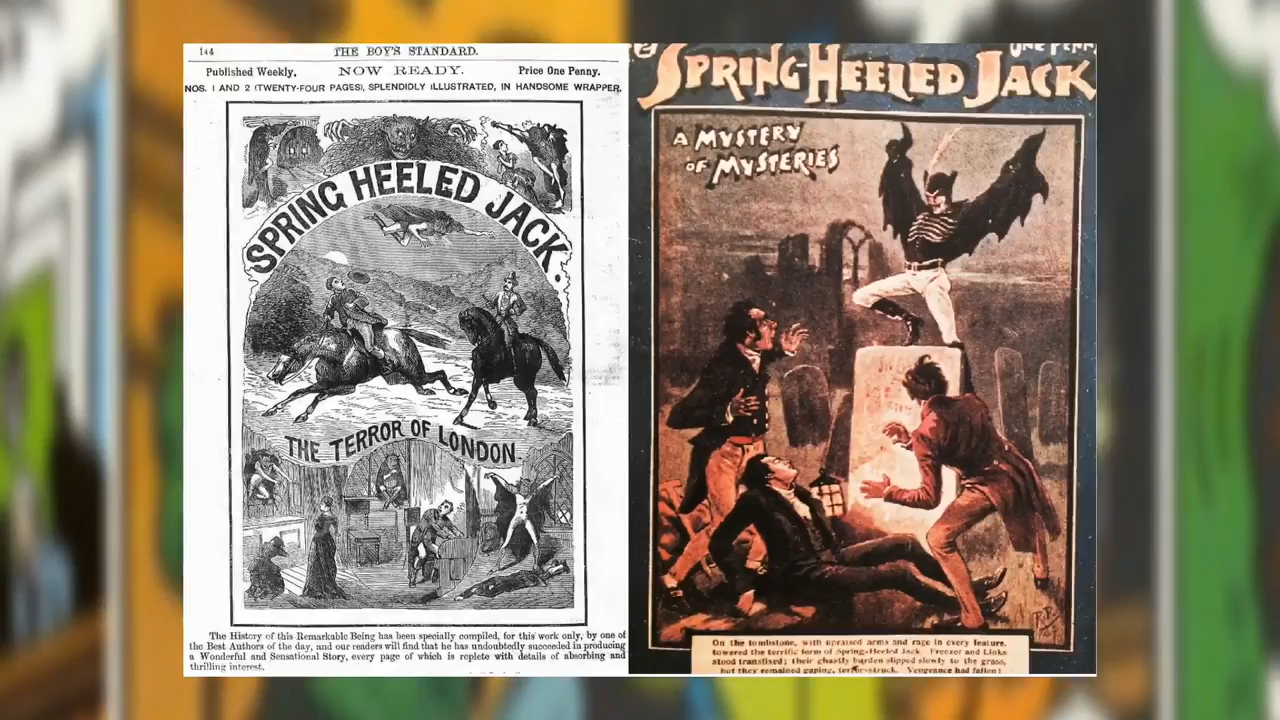 144
THE BOY'S STANDARD.
Published Weekly.
NOW READY.
Price One Penny.
NOS. 1 AND 2 (TWENTY-FOUR PAGES), SPLENDIDLY ILLUSTRATED, IN HANDSOME WRAPPER.
SPRING HEELED JACK.
THE TERROR OF LONDON.
The History of this Remarkable Being has been specially compiled, for this work only, by one of
the Best Authors of the day, and our readers will find that he has undoubtedly succeeded in producing
a Wonderful and Sensational Story, every page of which is replete with details of absorbing and
thrilling interest.
ONE PENN
SPRING-HEELED JACK
A MYSTERY
OF MYSTERIES
On the tombstone, with upraised arms and rage in every feature,
towered the terrific form of Spring-Heeled Jack. Freezer and Links
stood transfixed; their ghastly burden slipped slowly to the grass,
but they remained gaping, terror-struck. Vengeance had fallen!